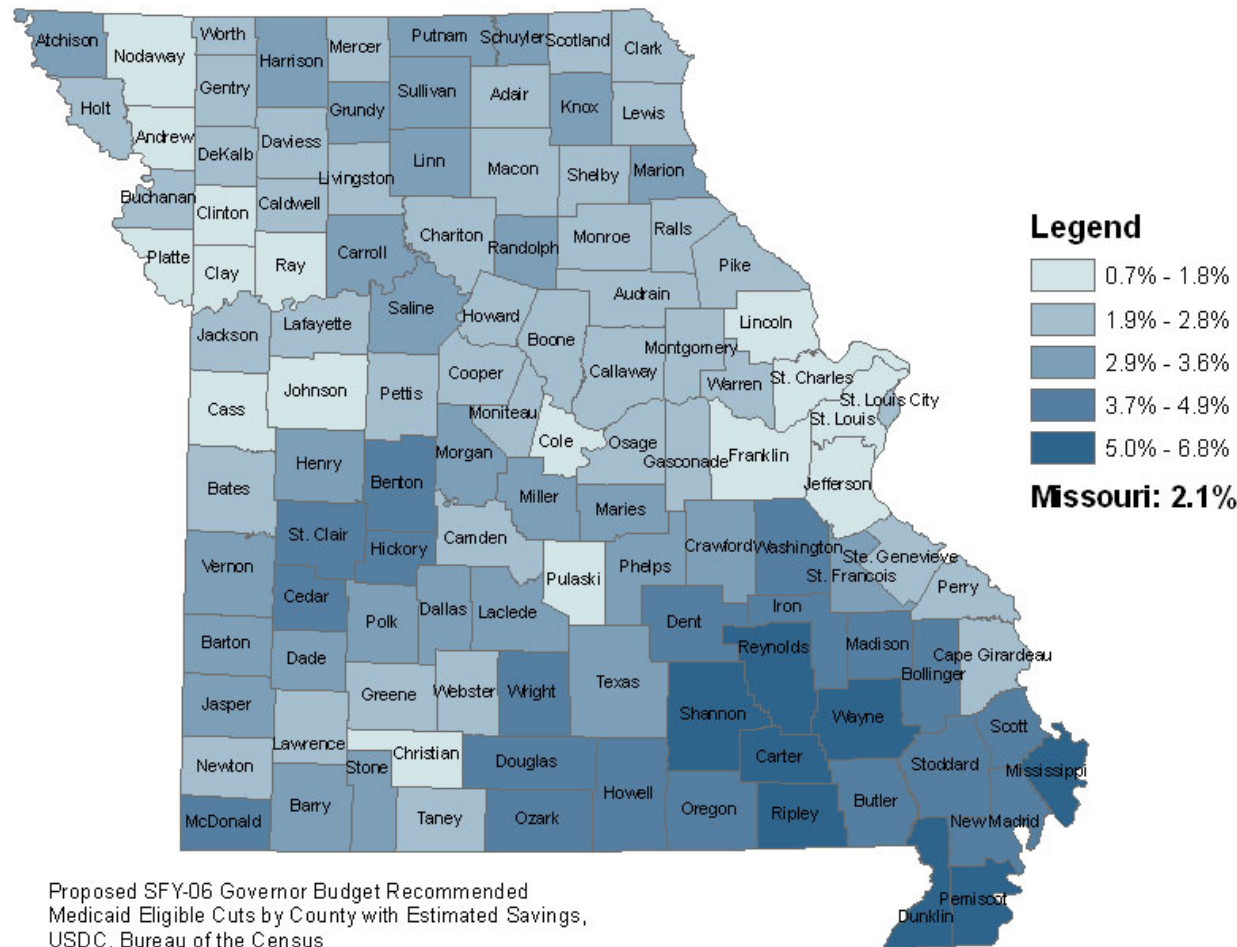 Atchison
Nodaway
Worth
Harrison
Mercer
Putnam
Schuyler
Scotland
Clark
Holt
Gentry
Grundy
Sullivan
Adair
Knox
Lewis
Andrew
DeKalb
Daviess
Livingston
Linn
Macon
Shelby
Marion
Buchanan
Clinton
Caldwell
Carroll
Chariton
Randolph
Monroe
Ralls
Pike
Platte
Clay
Ray
Saline
Howard
Boone
Audrain
Lincoln
Jackson
Lafayette
Cooper
Callaway
Montgomery
Warren
St. Charles
St. Louis City
St. Louis
Cass
Johnson
Pettis
Moniteau
Cole
Osage
Gasconade
Franklin
Jefferson
Bates
Henry
Benton
Morgan
Miller
Maries
St. Clair
Hickory
Camden
Pulaski
Phelps
Crawford
Washington
Ste. Genevieve
St. Francois
Perry
Vernon
Cedar
Polk
Dallas
Laclede
Dent
Iron
Reynolds
Madison
Bollinger
Cape Girardeau
Barton
Dade
Greene
Webster
Wright
Texas
Shannon
Wayne
Scott
Jasper
Lawrence
Christian
Douglas
Carter
Stoddard
Mississippi
Newton
Stone
Howell
Oregon
Ripley
Butler
New Madrid
McDonald
Barry
Taney
Ozark
Dunklin
Pemiscot
Legend
0.7% - 1.8%
1.9% - 2.8%
2.9% - 3.6%
3.7% - 4.9%
5.0% - 6.8%
Missouri: 2.1%
Proposed SFY-06 Governor Budget Recommended
Medicaid Eligible Cuts by County with Estimated Savings,
USDC, Bureau of the Census